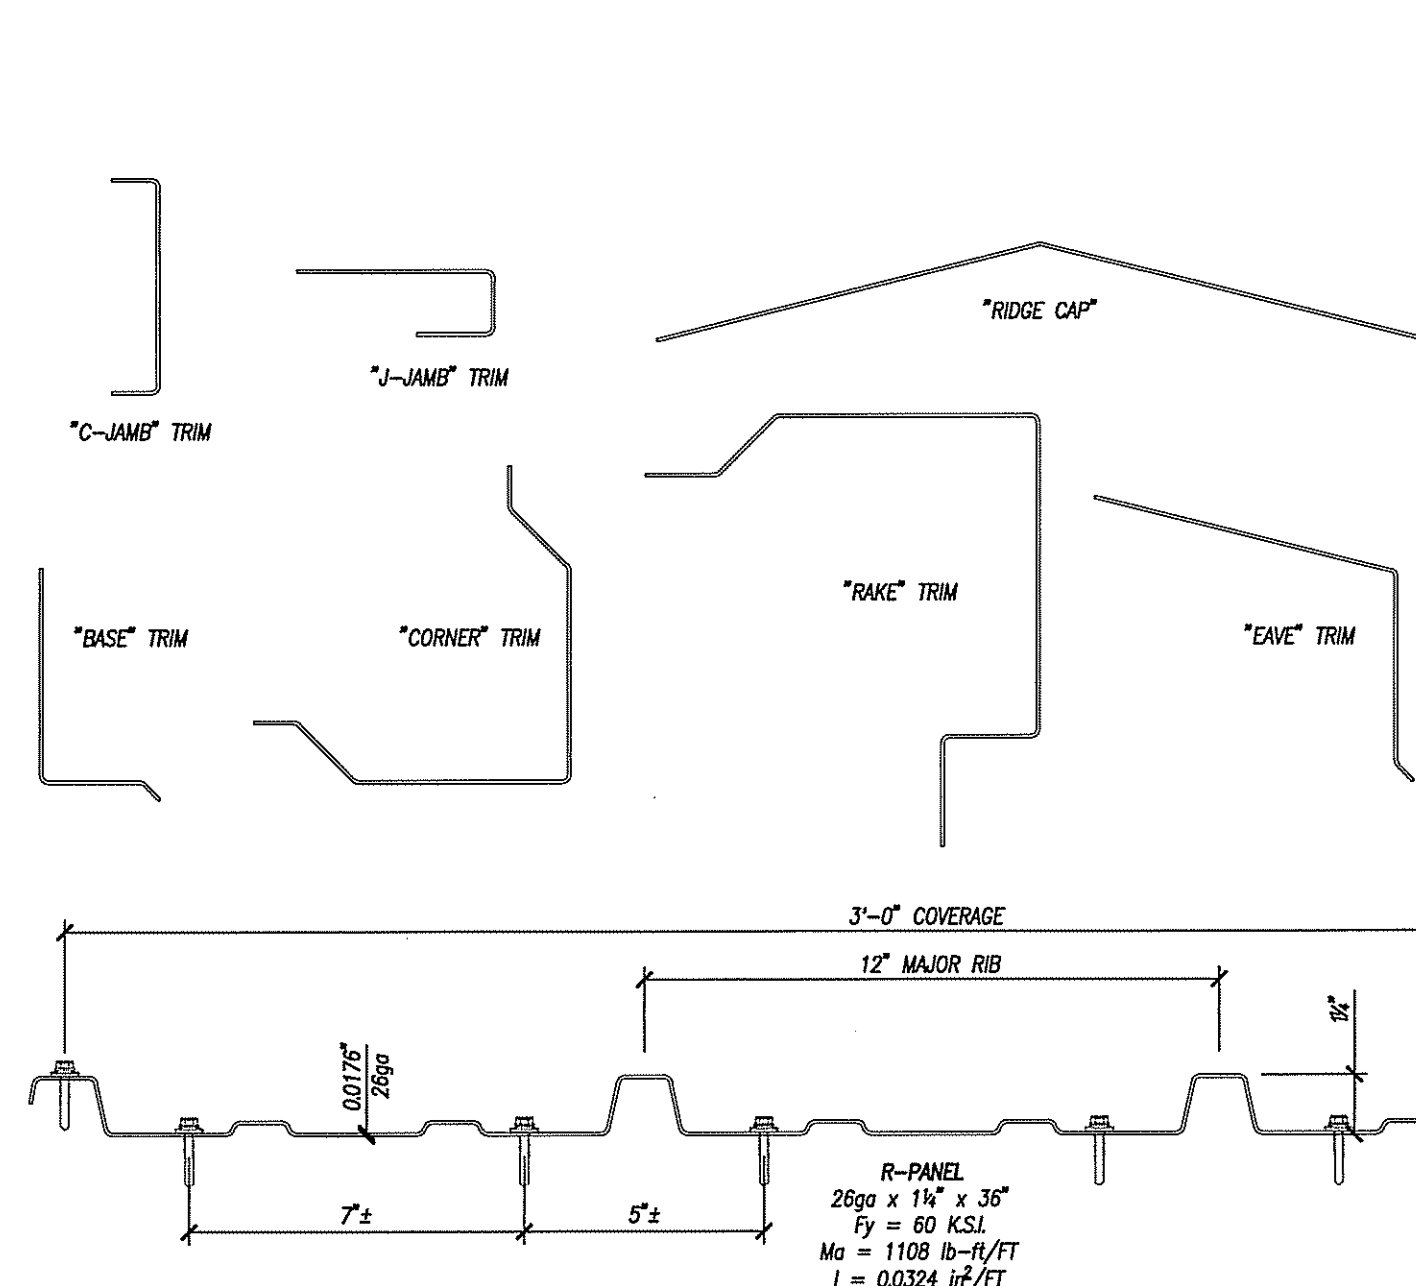 "RIDGE CAP"
"J-JAMB" TRIM
"C-JAMB" TRIM
"RAKE" TRIM
"BASE" TRIM
"CORNER" TRIM
"EAVE" TRIM
3'-0" COVERAGE
12" MAJOR RIB
1¼"
0.0176"
26ga
7"±
5"±
R-PANEL
26ga x 1¼" x 36"
Fy = 60 K.S.I.
Ma = 1108 lb-ft/FT
I = 0.0324 in²/FT